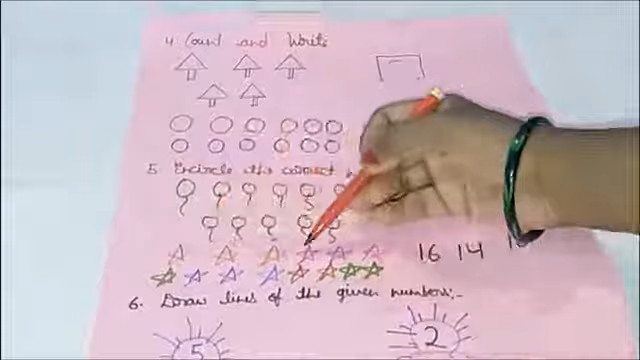 4 Count and Write
5. Encircle the correct
16 14 1
6. Draw lines of the given numbers:-
5 2